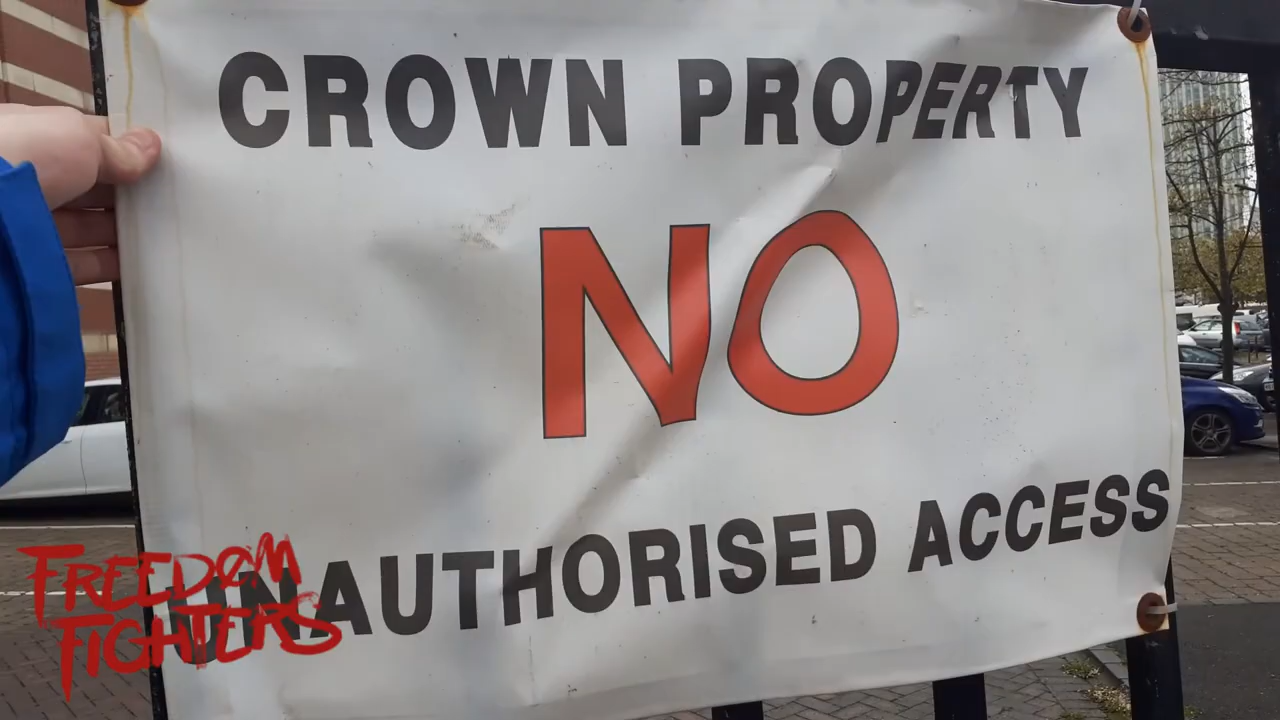 CROWN PROPERTY
NO
UNAUTHORISED ACCESS
FREEDOM
FIGHTERS